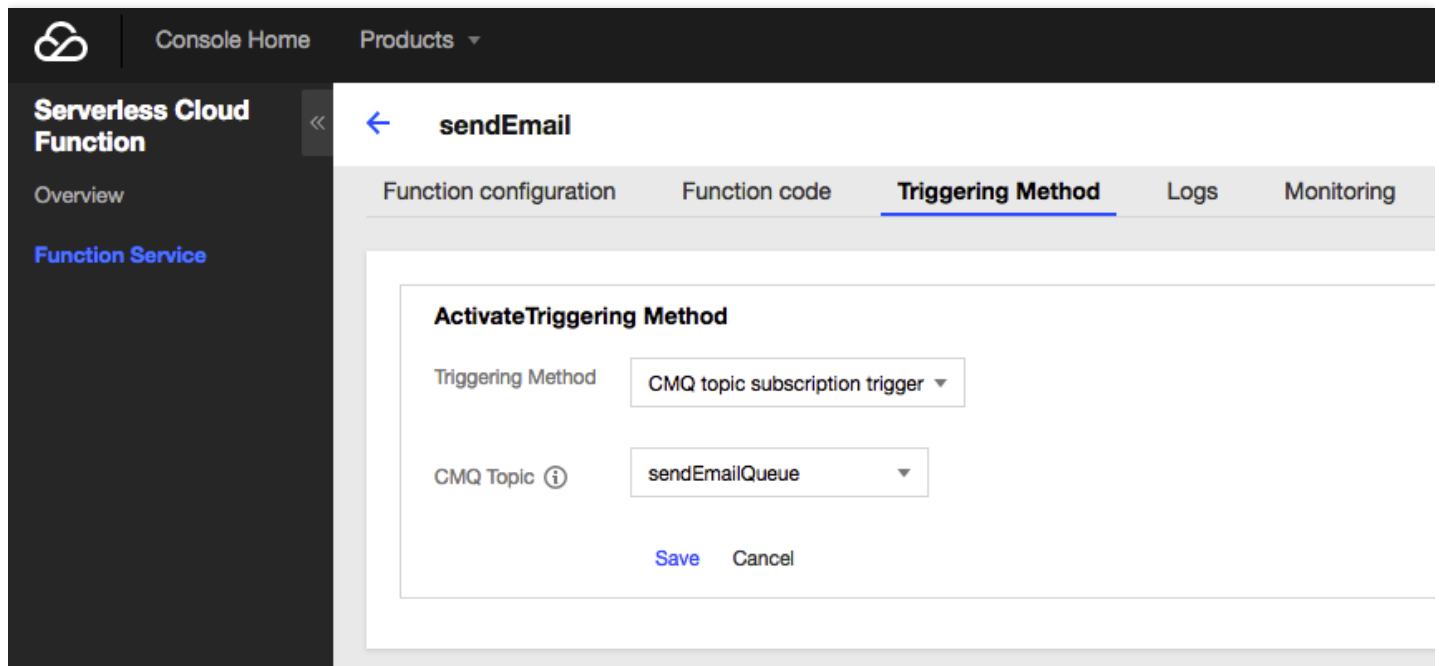 Console Home Products
Serverless Cloud
Function
Overview
Function Service
sendEmail
Function configuration Function code Triggering Method Logs Monitoring
ActivateTriggering Method
Triggering Method CMQ topic subscription trigger
CMQ Topic sendEmailQueue
Save Cancel